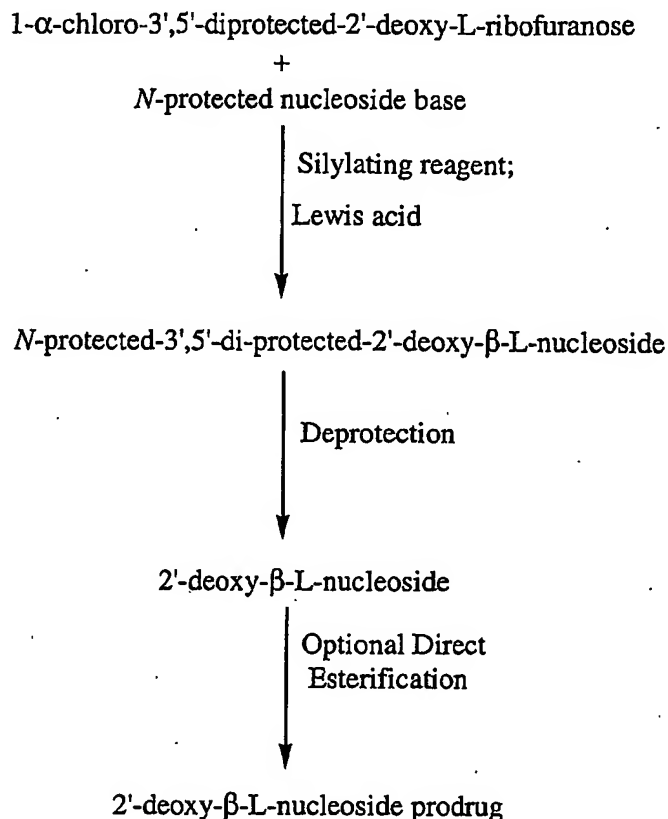 1-α-chloro-3',5'-diprotected-2'-deoxy-L-ribofuranose
+
N-protected nucleoside base
Silylating reagent;
Lewis acid
N-protected-3',5'-di-protected-2'-deoxy-β-L-nucleoside
Deprotection
2'-deoxy-β-L-nucleoside
Optional Direct
Esterification
2'-deoxy-β-L-nucleoside prodrug